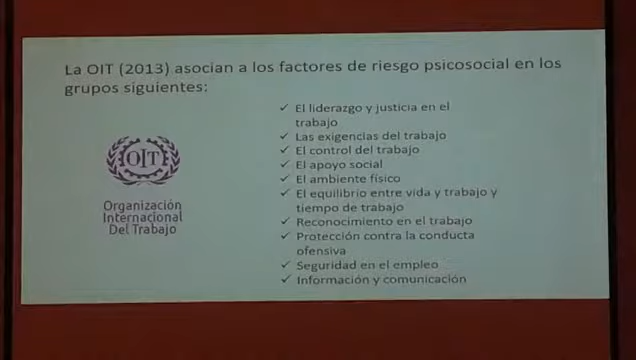 La OIT (2013) asocian a los factores de riesgo psicosocial en los
grupos siguientes:
OIT
Organización
Internacional
Del Trabajo
✓ El liderazgo y justicia en el
trabajo
✓ Las exigencias del trabajo
✓ El control del trabajo
✓ El apoyo social
✓ El ambiente físico
✓ El equilibrio entre vida y trabajo y
tiempo de trabajo
✓ Reconocimiento en el trabajo
✓ Protección contra la conducta
ofensiva
✓ Seguridad en el empleo
✓ Información y comunicación